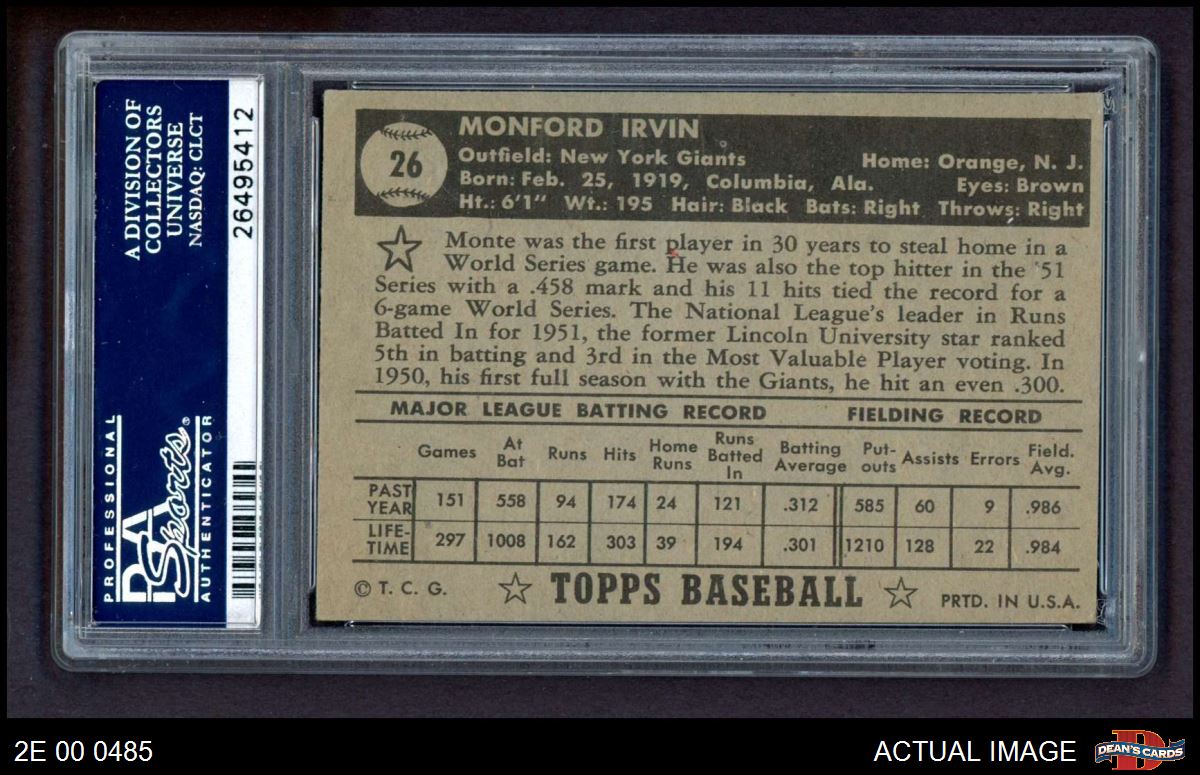 A DIVISION OF
COLLECTORS
UNIVERSE
NASDAQ: CLCT
26495412
PROFESSIONAL
PSA
Sports
AUTHENTICATOR
26
MONFORD IRVIN
Outfield: New York Giants Home: Orange, N. J.
Born: Feb. 25, 1919, Columbia, Ala. Eyes: Brown
Ht.: 6'1" Wt.: 195 Hair: Black Bats: Right Throws: Right
Monte was the first player in 30 years to steal home in a
World Series game. He was also the top hitter in the '51
Series with a .458 mark and his 11 hits tied the record for a
6-game World Series. The National League's leader in Runs
Batted In for 1951, the former Lincoln University star ranked
5th in batting and 3rd in the Most Valuable Player voting. In
1950, his first full season with the Giants, he hit an even .300.
MAJOR LEAGUE BATTING RECORD FIELDING RECORD
Games At Bat Runs Hits Home Runs Runs Batted In Batting Average Put-outs Assists Errors Field. Avg.
PAST YEAR 151 558 94 174 24 121 .312 585 60 9 .986
LIFE-TIME 297 1008 162 303 39 194 .301 1210 128 22 .984
© T. C. G. ☆ TOPPS BASEBALL ☆ PRTD. IN U.S.A.
2E 00 0485 ACTUAL IMAGE DEAN'S CARDS